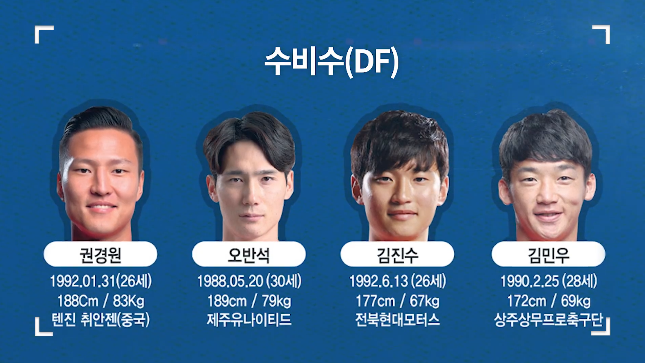 수비수(DF)
권경원
오반석
김진수
김민우
1992.01.31(26세)
1988.05.20 (30세)
1992.6.13 (26세)
1990.2.25 (28세)
188Cm / 83Kg
189cm / 79kg
177cm / 67kg
172cm / 69kg
텐진 취안젠(중국)
제주유나이티드
전북현대모터스
상주상무프로축구단